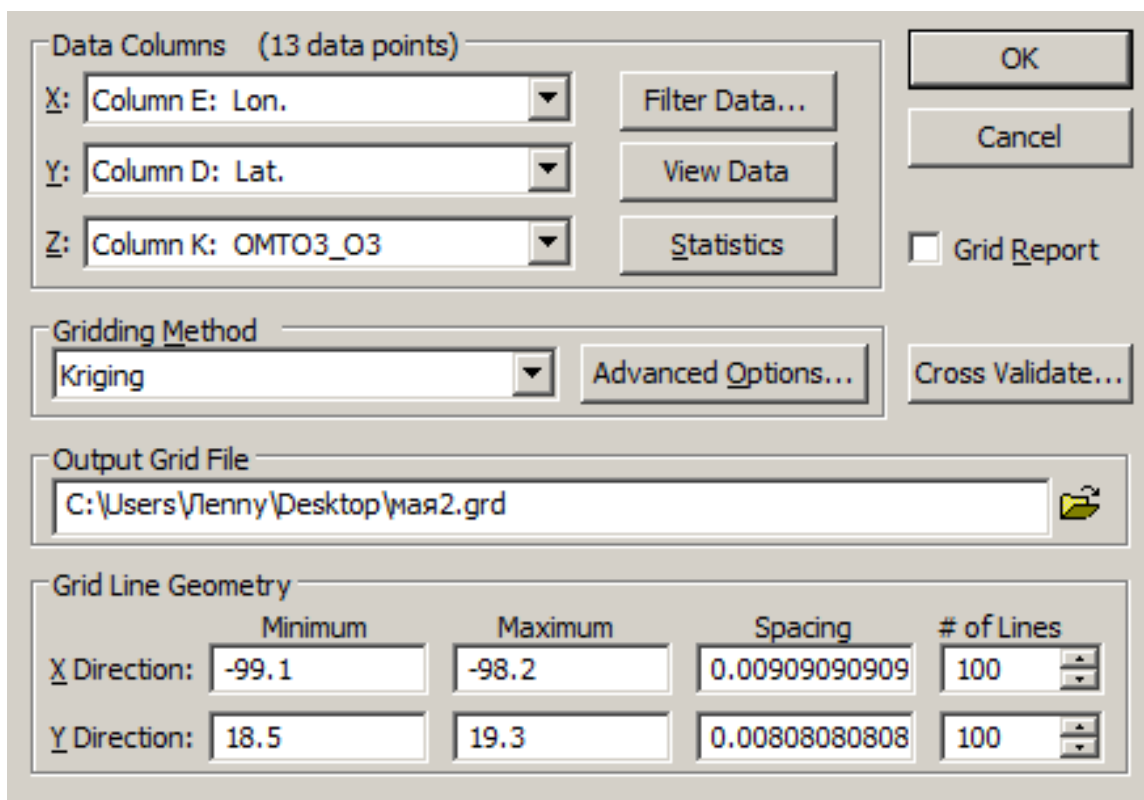 Data Columns (13 data points)
X: Column E: Lon.
Filter Data...
Y: Column D: Lat.
View Data
Z: Column K: OMTO3_O3
Statistics
OK
Cancel
Grid Report
Gridding Method
Kriging
Advanced Options...
Cross Validate...
Output Grid File
C:\Users\Лenny\Desktop\мая2.grd
Grid Line Geometry
Minimum Maximum Spacing # of Lines
X Direction: -99.1 -98.2 0.00909090909 100
Y Direction: 18.5 19.3 0.00808080808 100